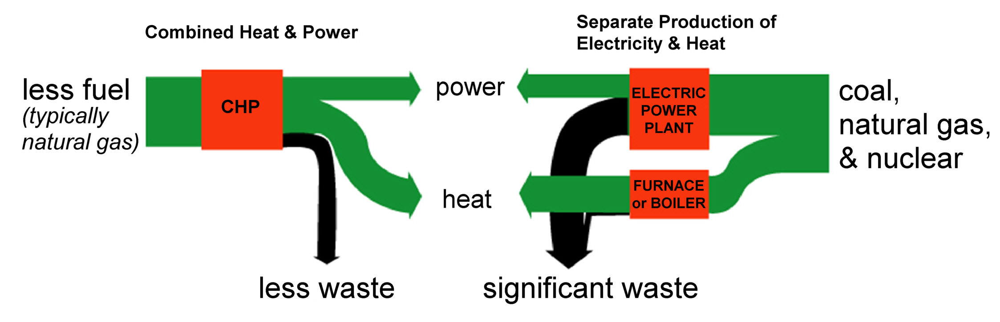 Combined Heat & Power
Separate Production of
Electricity & Heat
less fuel
(typically
natural gas)
CHP
power
heat
less waste
ELECTRIC
POWER
PLANT
FURNACE
or BOILER
significant waste
coal,
natural gas,
& nuclear